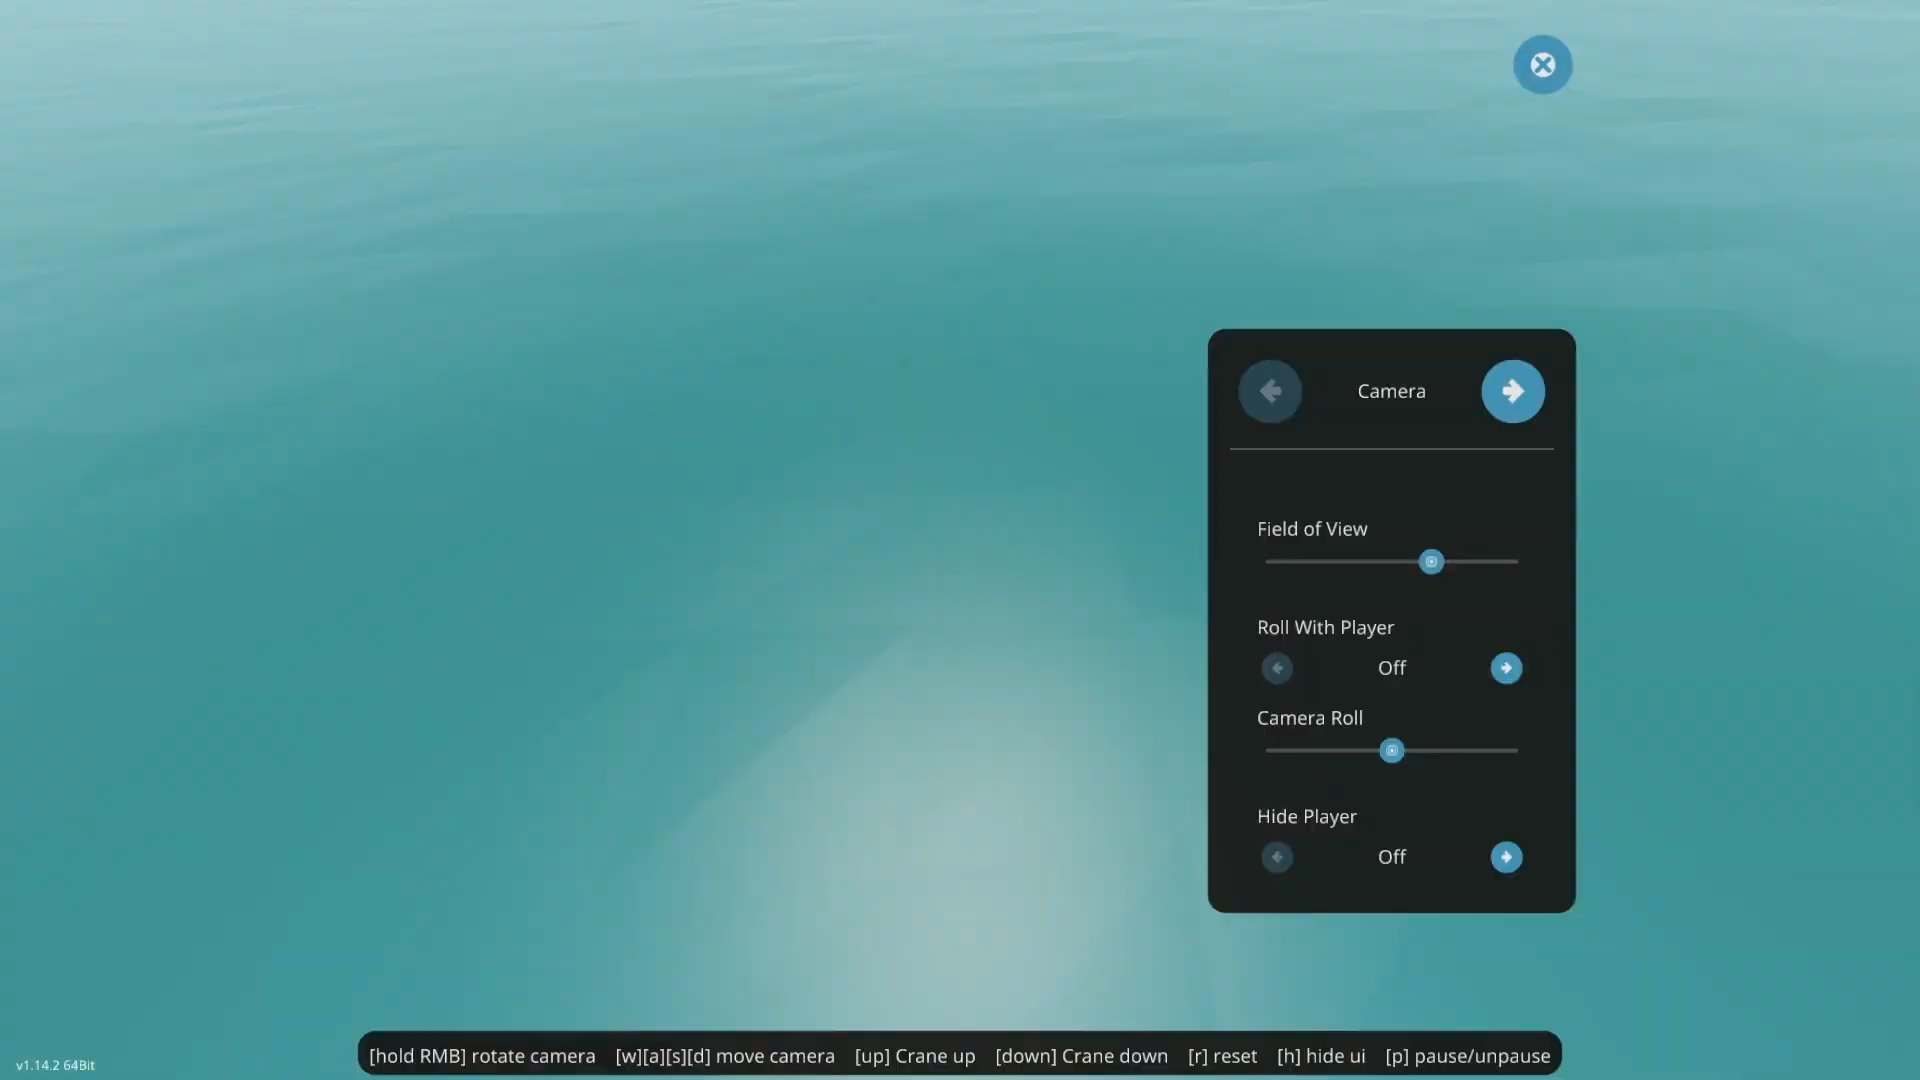 Camera
Field of View
Roll With Player
Off
Camera Roll
Hide Player
Off
[hold RMB] rotate camera [w][a][s][d] move camera [up] Crane up [down] Crane down [r] reset [h] hide ui [p] pause/unpause
v1.14.2 64Bit